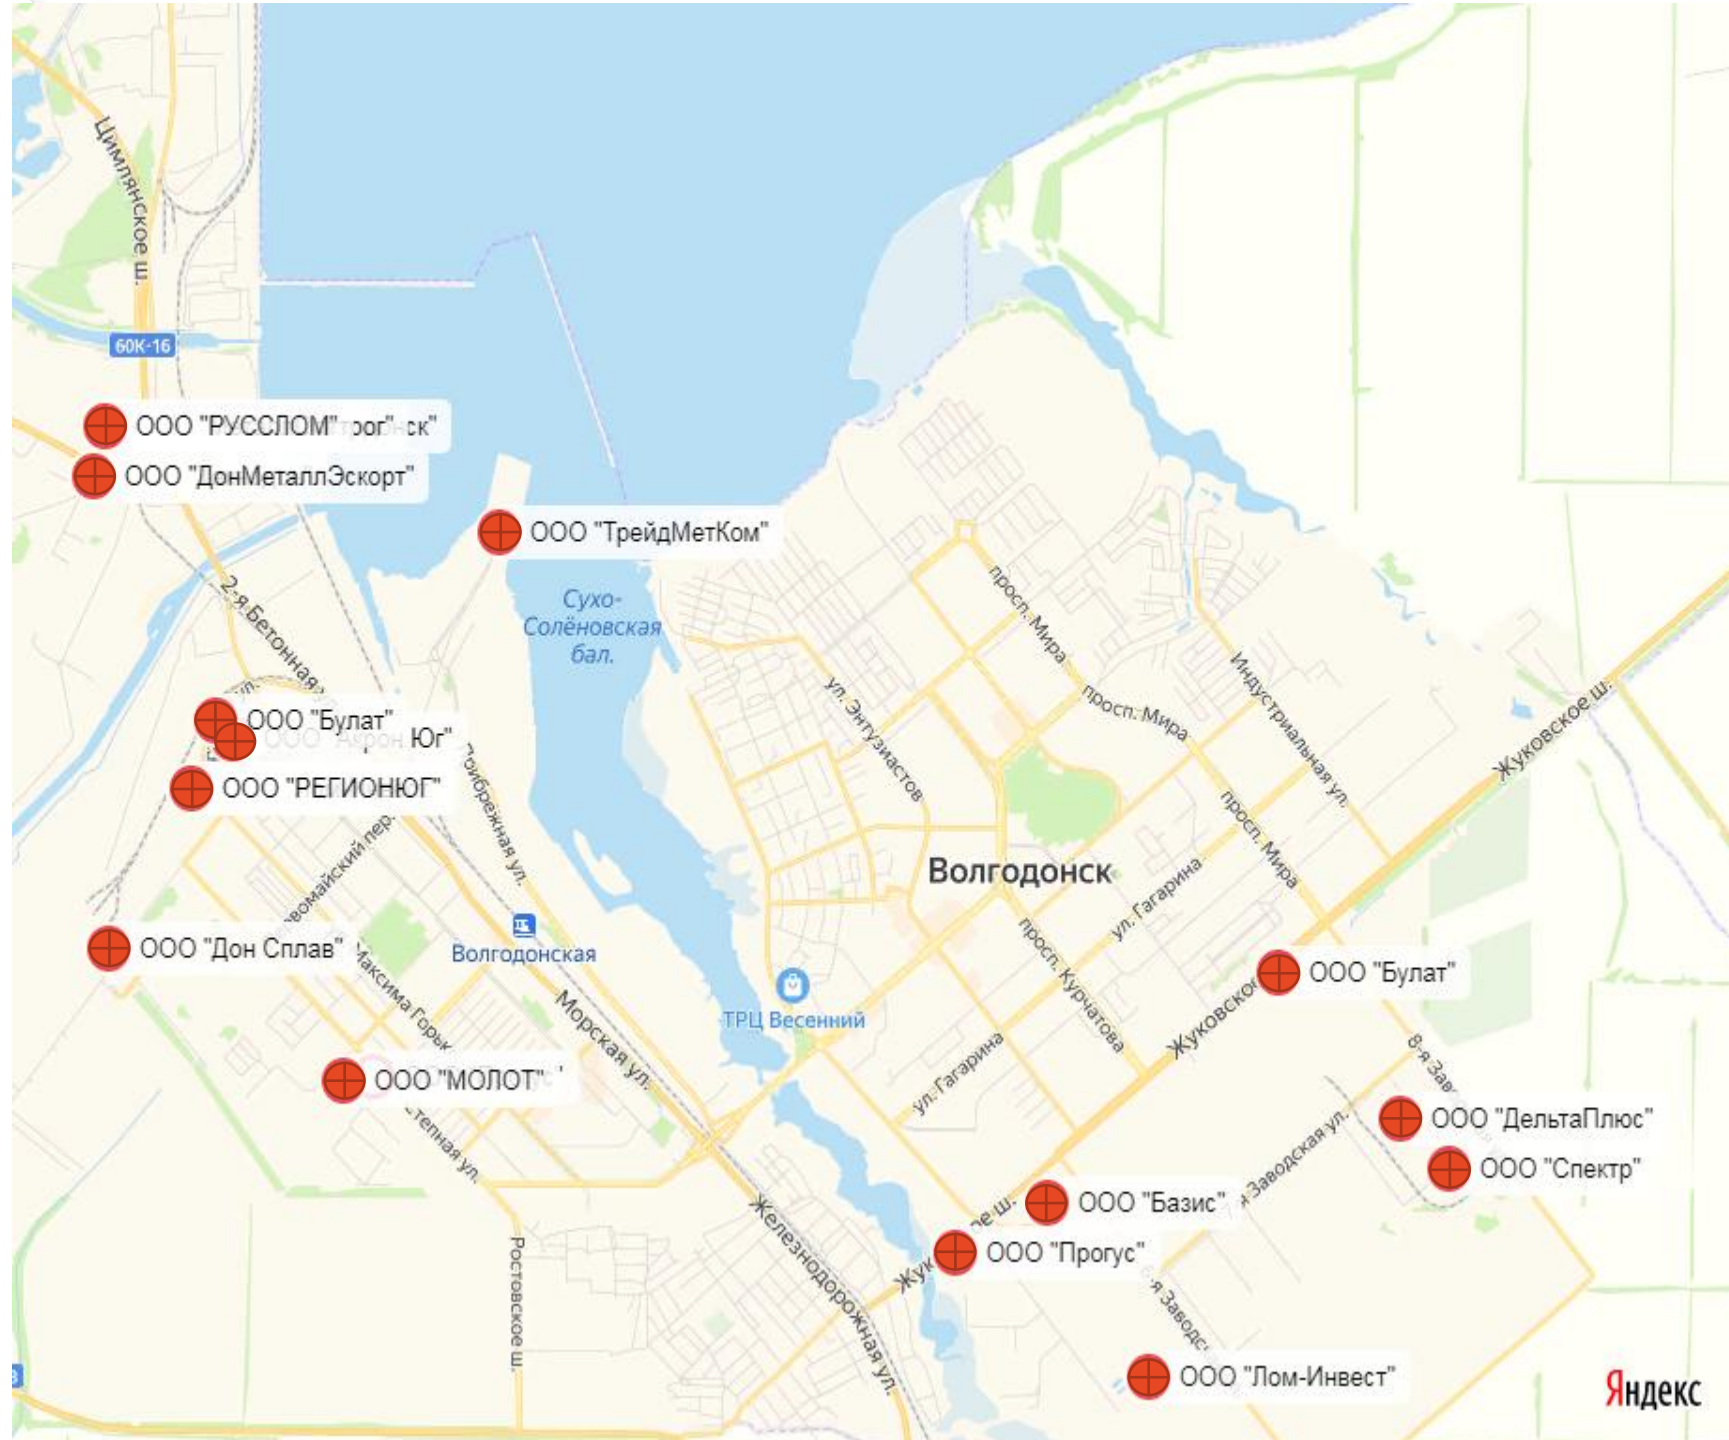 Цимлянское ш.
60К-16
ООО "РУССЛОМ"
ООО "ДонМеталлЭскорт"
ООО "ТрейдМетКом"
Сухо-
Солёновская
бал.
просп. Мира
2-я Бетонная
Индустриальная ул.
ул. Энтузиастов
просп. Мира
Жуковское ш.
ООО "Булат"
Юг"
ООО "РЕГИОНЮГ"
просп. Мира
Волгодонск
ул. Гагарина
Волгодонская
ООО "Дон Сплав"
просп. Курчатова
ООО "Булат"
ТРЦ Весенний
Морская ул.
ул. Гагарина
ООО "МОЛОТ"
ООО "ДельтаПлюс"
ООО "Спектр"
ООО "Базис"
ООО "Прогус"
Железнодорожная ул.
Ростовское ш.
ООО "Лом-Инвест"
Яндекс